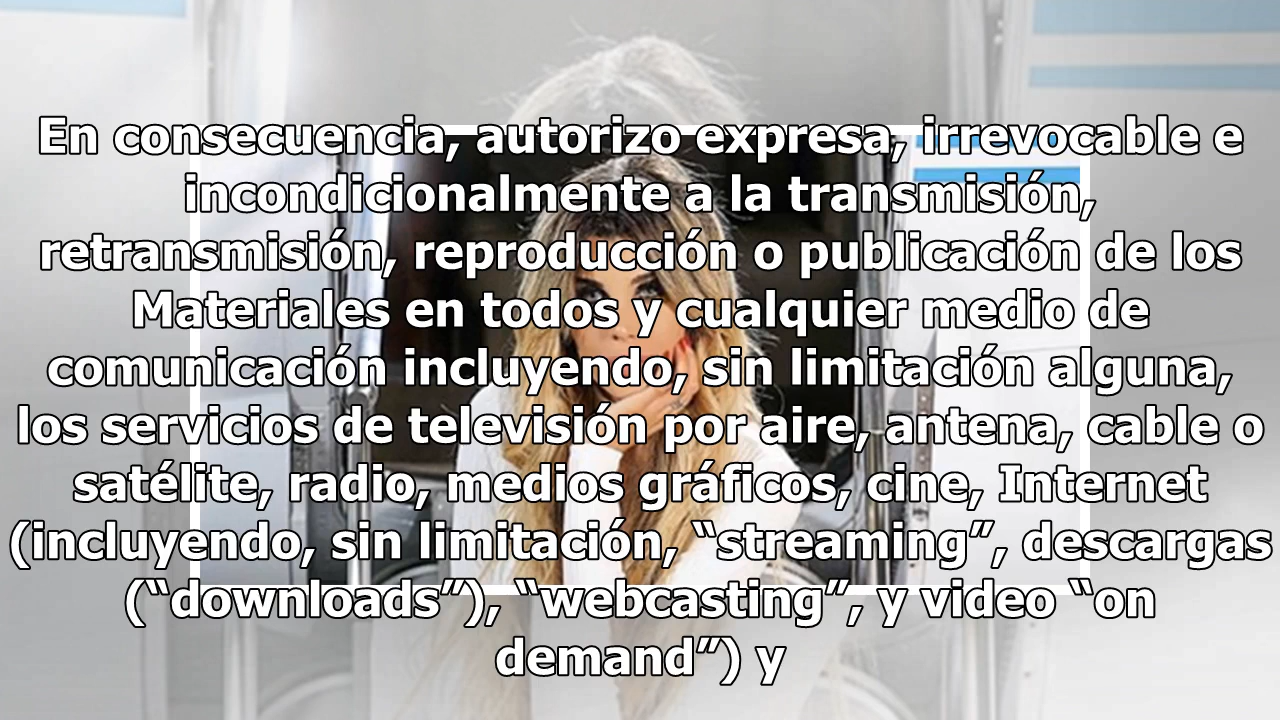 En consecuencia, autorizo expresa, irrevocable e
incondicionalmente a la transmisión,
retransmisión, reproducción o publicación de los
Materiales en todos y cualquier medio de
comunicación incluyendo, sin limitación alguna,
los servicios de televisión por aire, antena, cable o
satélite, radio, medios gráficos, cine, Internet
(incluyendo, sin limitación, “streaming”, descargas
(“downloads”), “webcasting”, y video “on
demand”) y